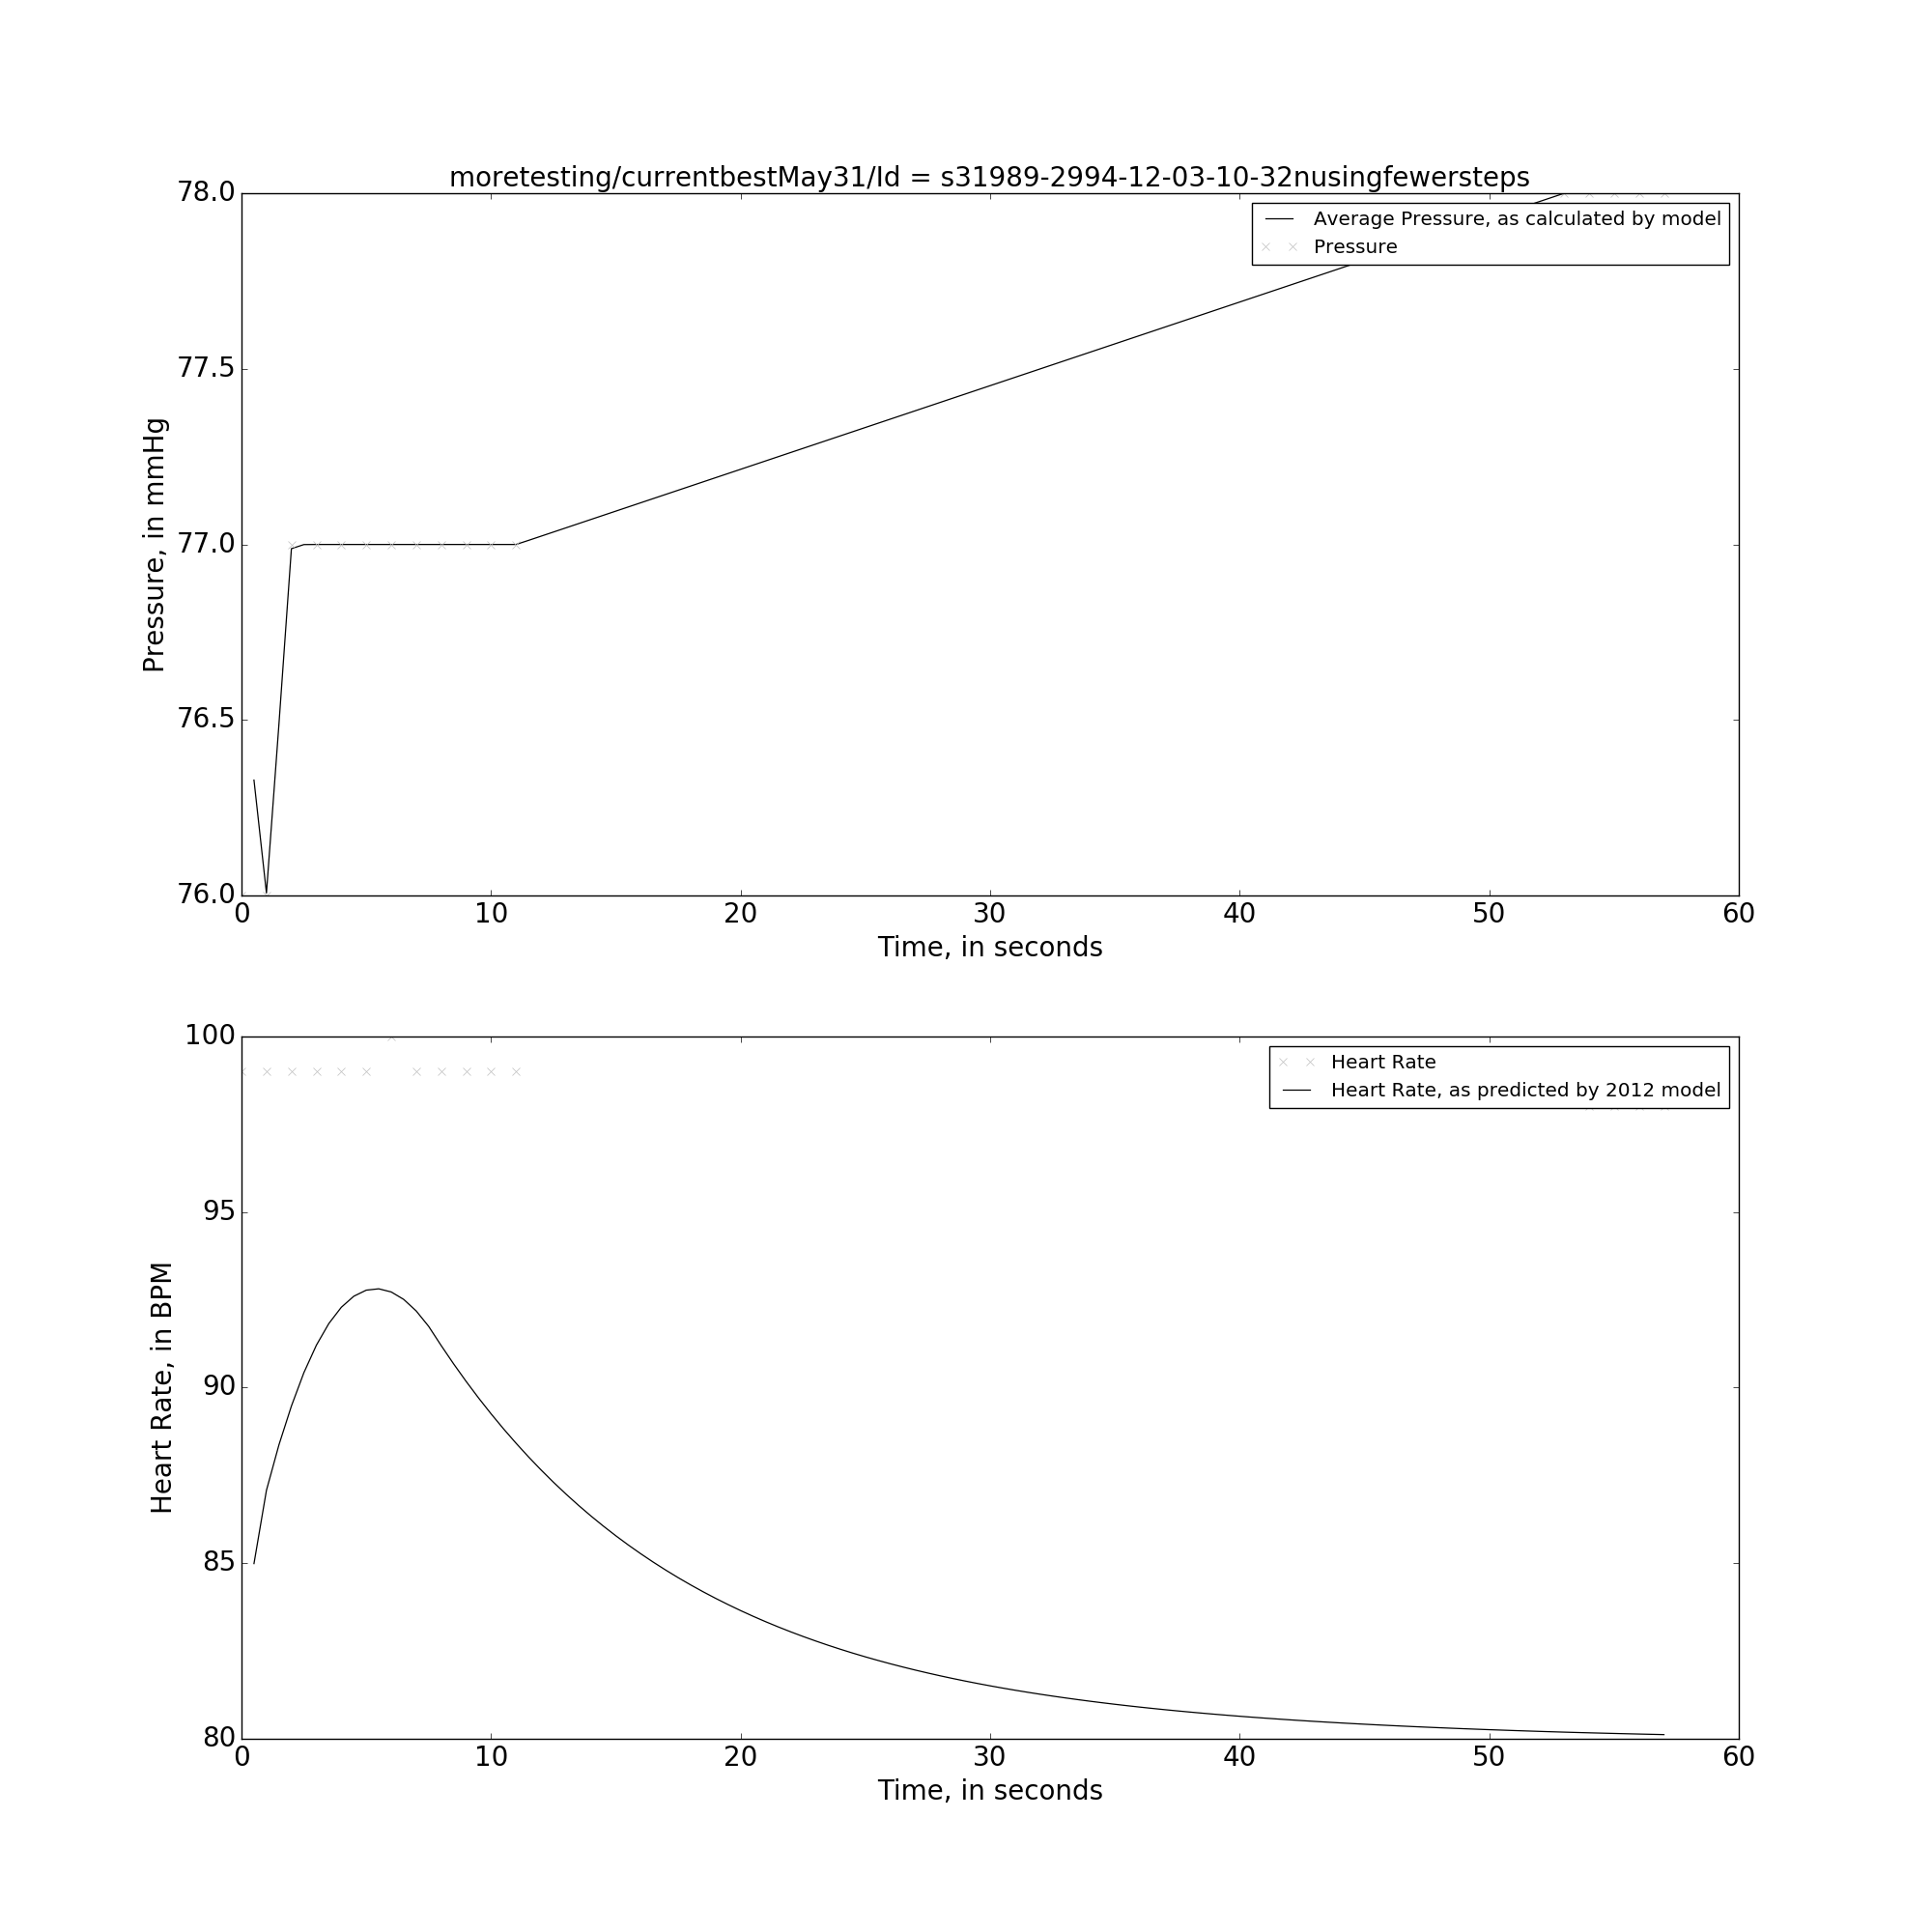 moretesting/currentbestMay31/Id = s31989-2994-12-03-10-32nusingfewersteps
78.0
77.5
77.0
76.5
76.0
Pressure, in mmHg
Average Pressure, as calculated by model
Pressure
0 10 20 30 40 50 60
Time, in seconds
100
95
90
85
80
Heart Rate, in BPM
Heart Rate
Heart Rate, as predicted by 2012 model
0 10 20 30 40 50 60
Time, in seconds